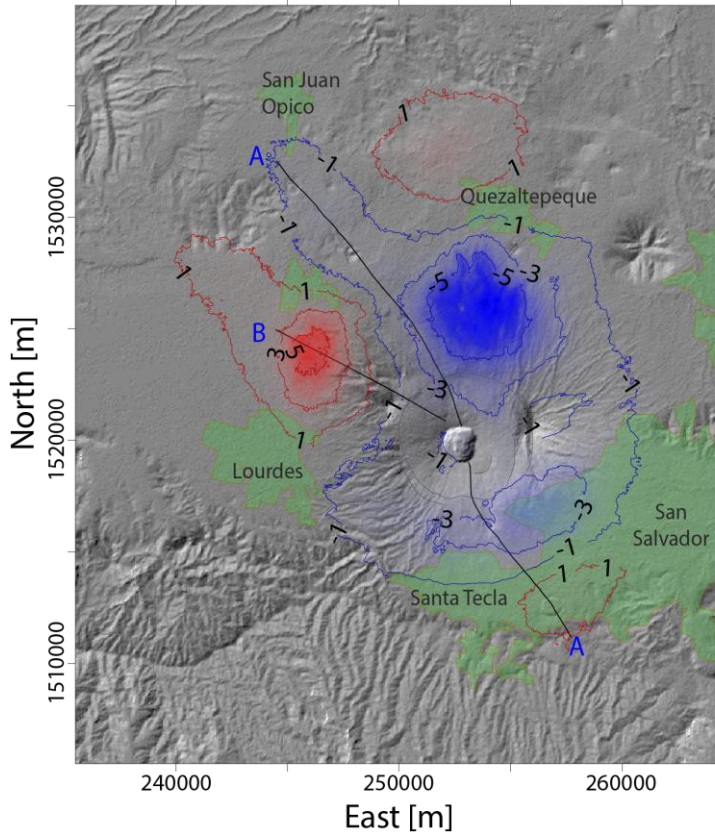 San Juan
Opico
1
A
-1
1
Quezaltepeque
-1
-1
1
-5
-5
-3
1
B
3
5
-3
-1
-1
-1
1
-1
Lourdes
-3
-3
San
Salvador
-1
-1
1
1
Santa Tecla
A
1530000
1520000
1510000
North [m]
240000
250000
260000
East [m]